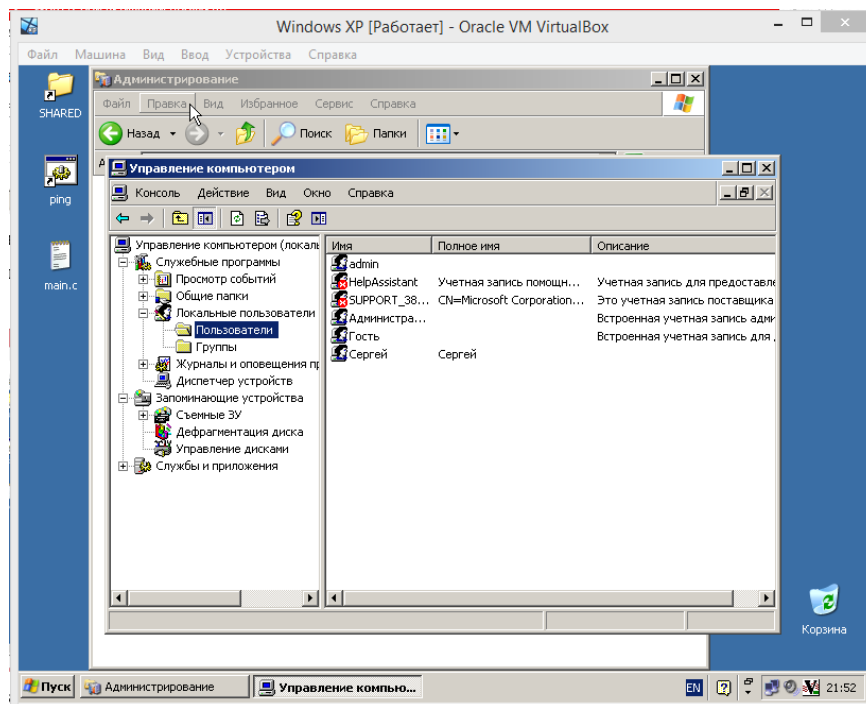 Windows XP [Работает] - Oracle VM VirtualBox
Файл Машина Вид Ввод Устройства Справка
SHARED
ping
main.c
Администрирование
Файл Правка Вид Избранное Сервис Справка
Назад Поиск Папки
Управление компьютером
Консоль Действие Вид Окно Справка
Управление компьютером (локаль
Служебные программы
Просмотр событий
Общие папки
Локальные пользователи
Пользователи
Группы
Журналы и оповещения пр
Диспетчер устройств
Запоминающие устройства
Съемные ЗУ
Дефрагментация диска
Управление дисками
Службы и приложения
Имя Полное имя Описание
admin
HelpAssistant Учетная запись помощн... Учетная запись для предоставле
SUPPORT_38... CN=Microsoft Corporation... Это учетная запись поставщика
Администра... Встроенная учетная запись адми
Гость Встроенная учетная запись для
Сергей Сергей
Корзина
Пуск Администрирование Управление компью... EN 21:52